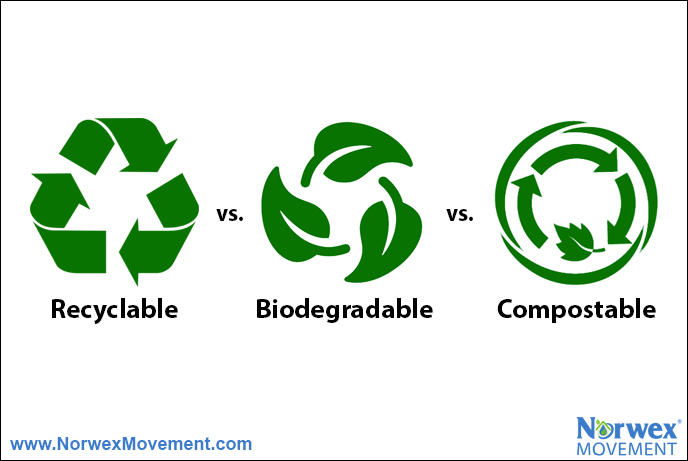 vs. vs.
Recyclable Biodegradable Compostable
www.NorwexMovement.com
Norwex®
MOVEMENT